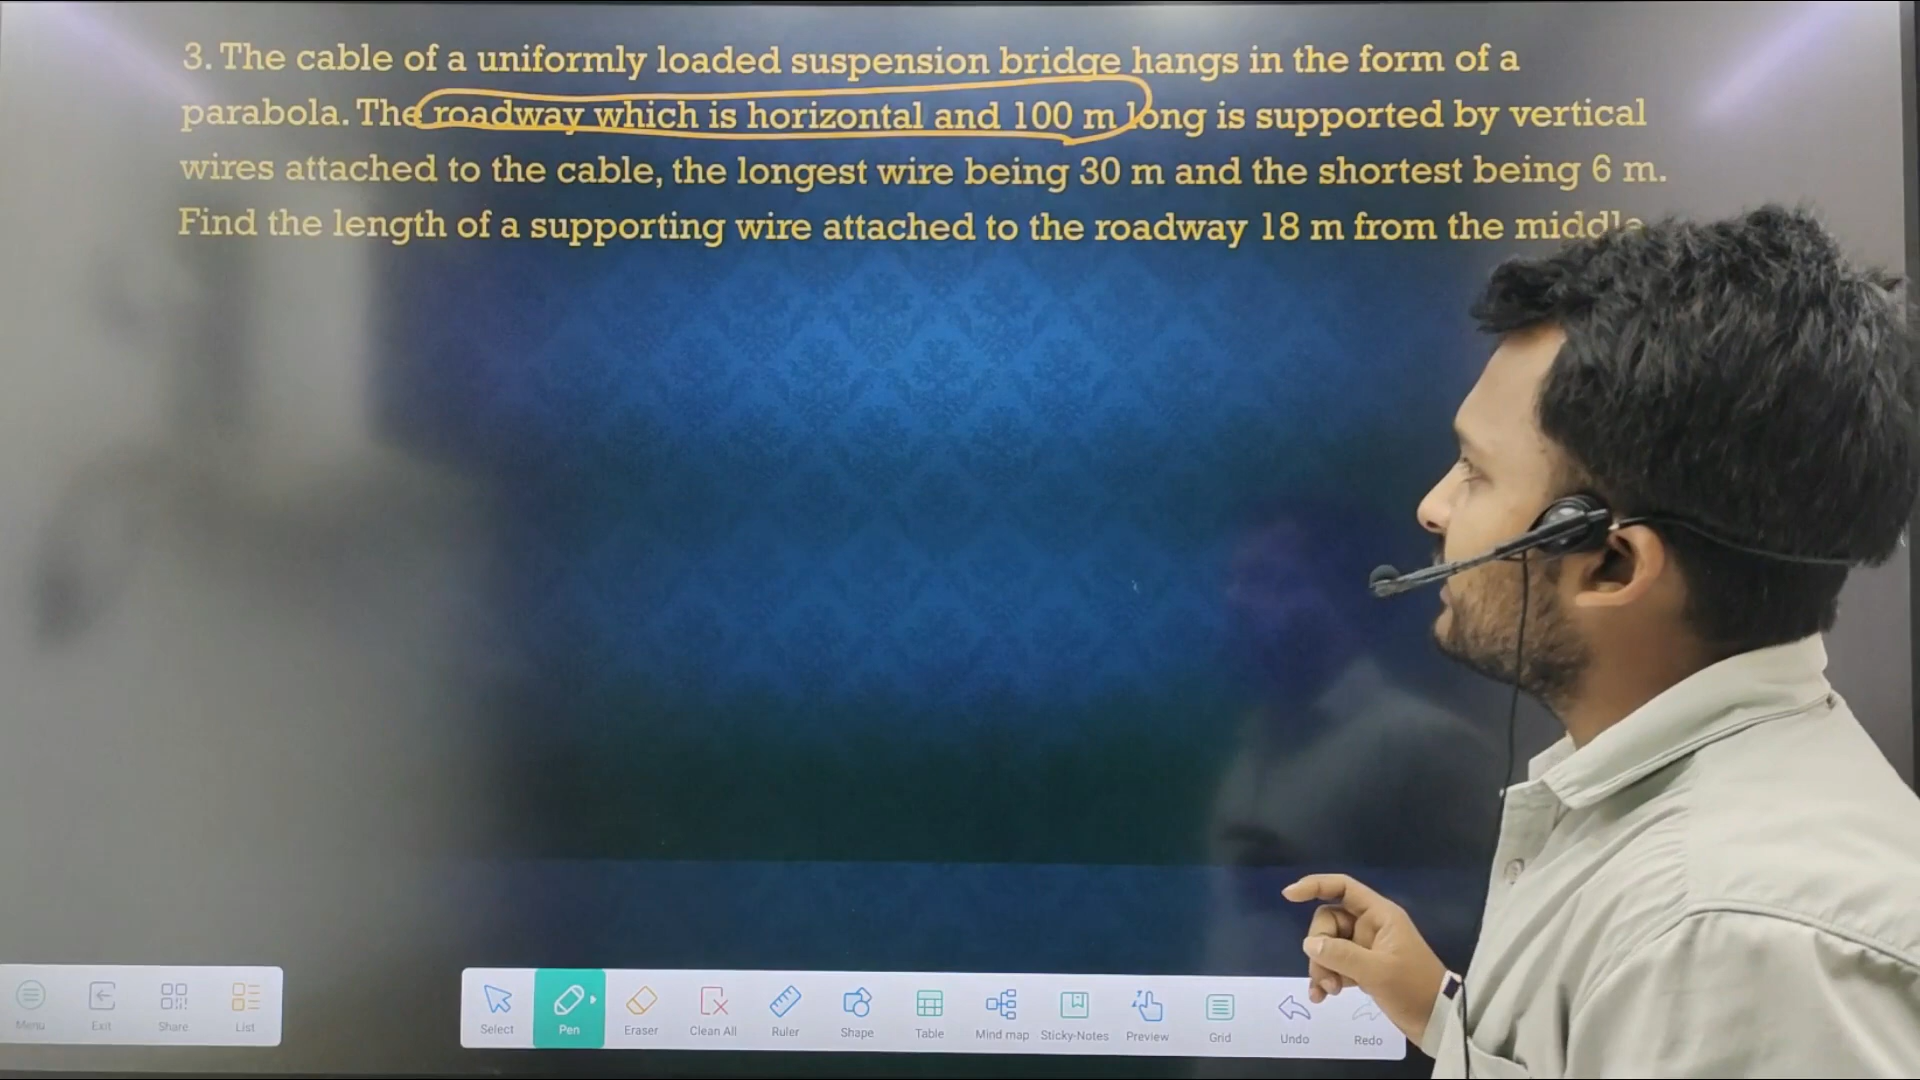 3. The cable of a uniformly loaded suspension bridge hangs in the form of a
parabola. The roadway which is horizontal and 100 m long is supported by vertical
wires attached to the cable, the longest wire being 30 m and the shortest being 6 m.
Find the length of a supporting wire attached to the roadway 18 m from the middle
Menu Exit Share List Select Pen Eraser Clean All Ruler Shape Table Mind map Sticky-Notes Preview Grid Undo Redo